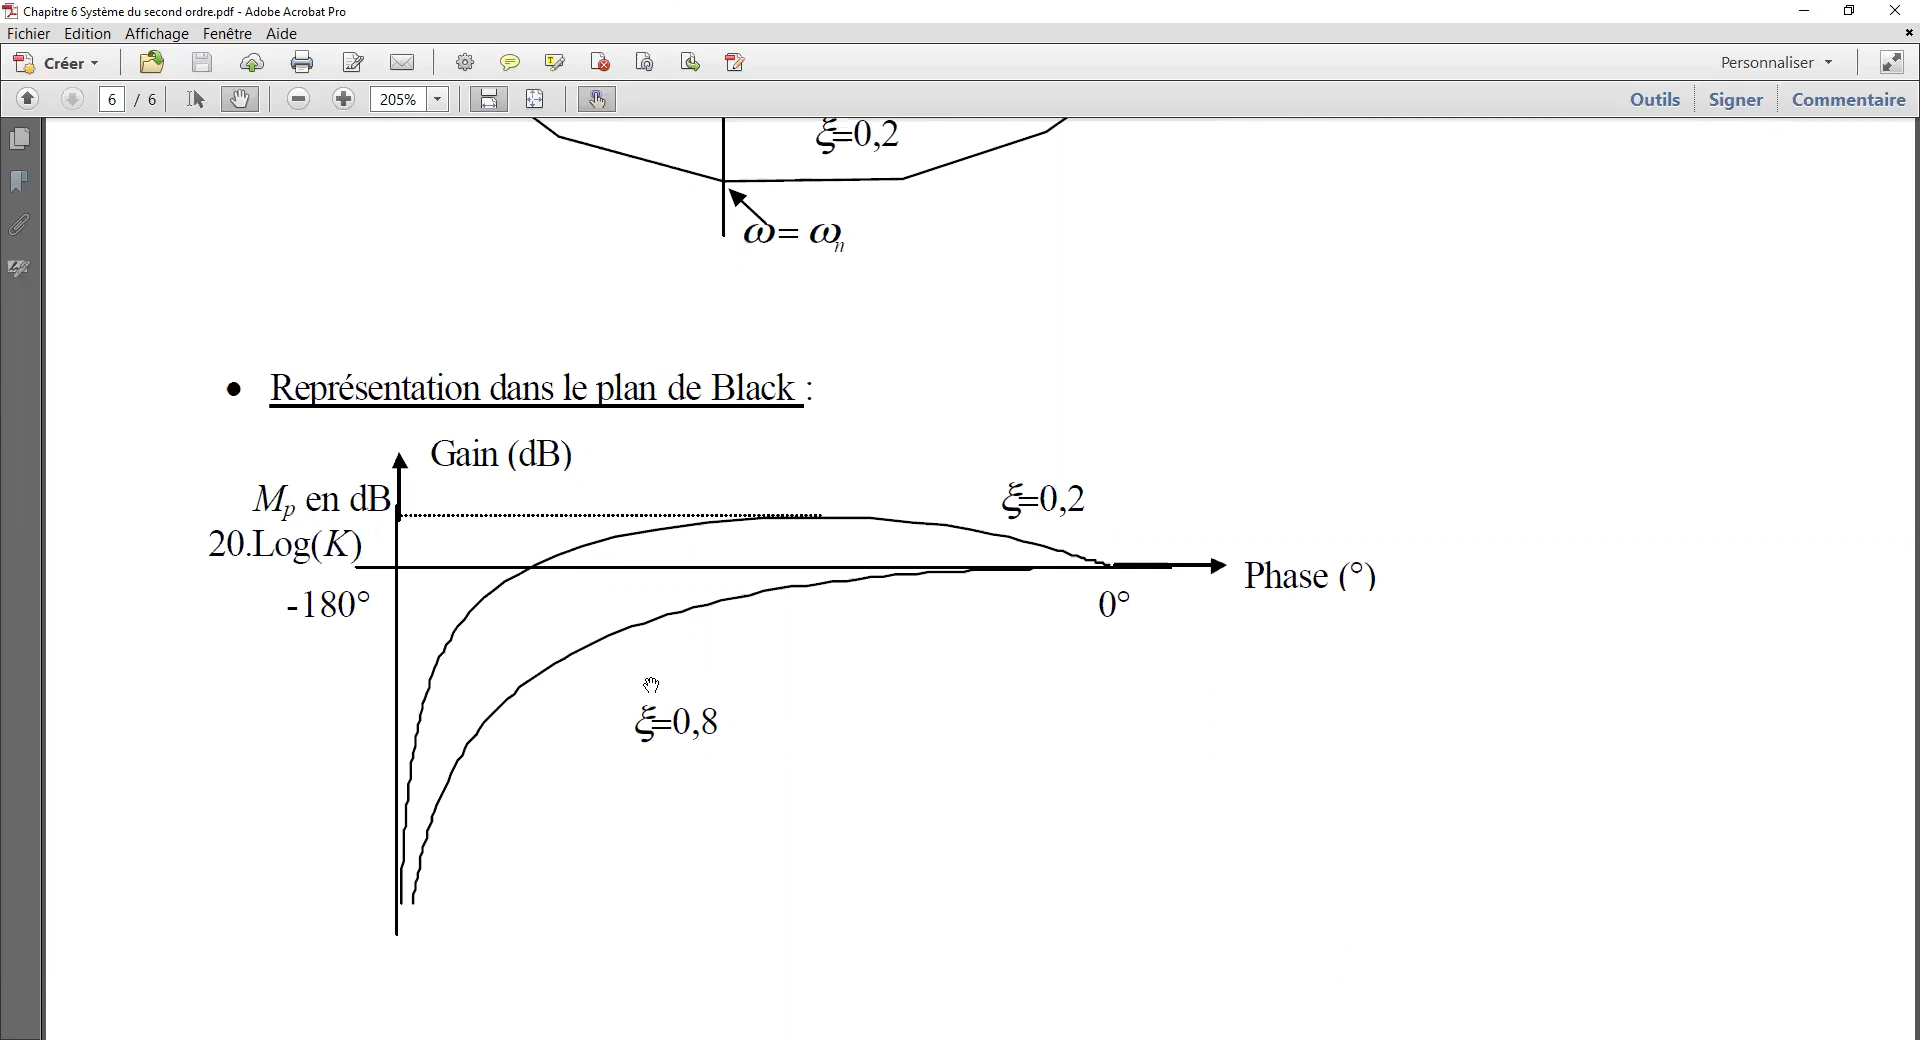 Chapitre 6 Système du second ordre.pdf - Adobe Acrobat Pro
Fichier Edition Affichage Fenêtre Aide
Créer Personnaliser
6 / 6 205% Outils Signer Commentaire
ξ=0,2
ω= ωn
• Représentation dans le plan de Black :
Gain (dB)
Mp en dB
ξ=0,2
20.Log(K)
Phase (°)
-180° 0°
ξ=0,8